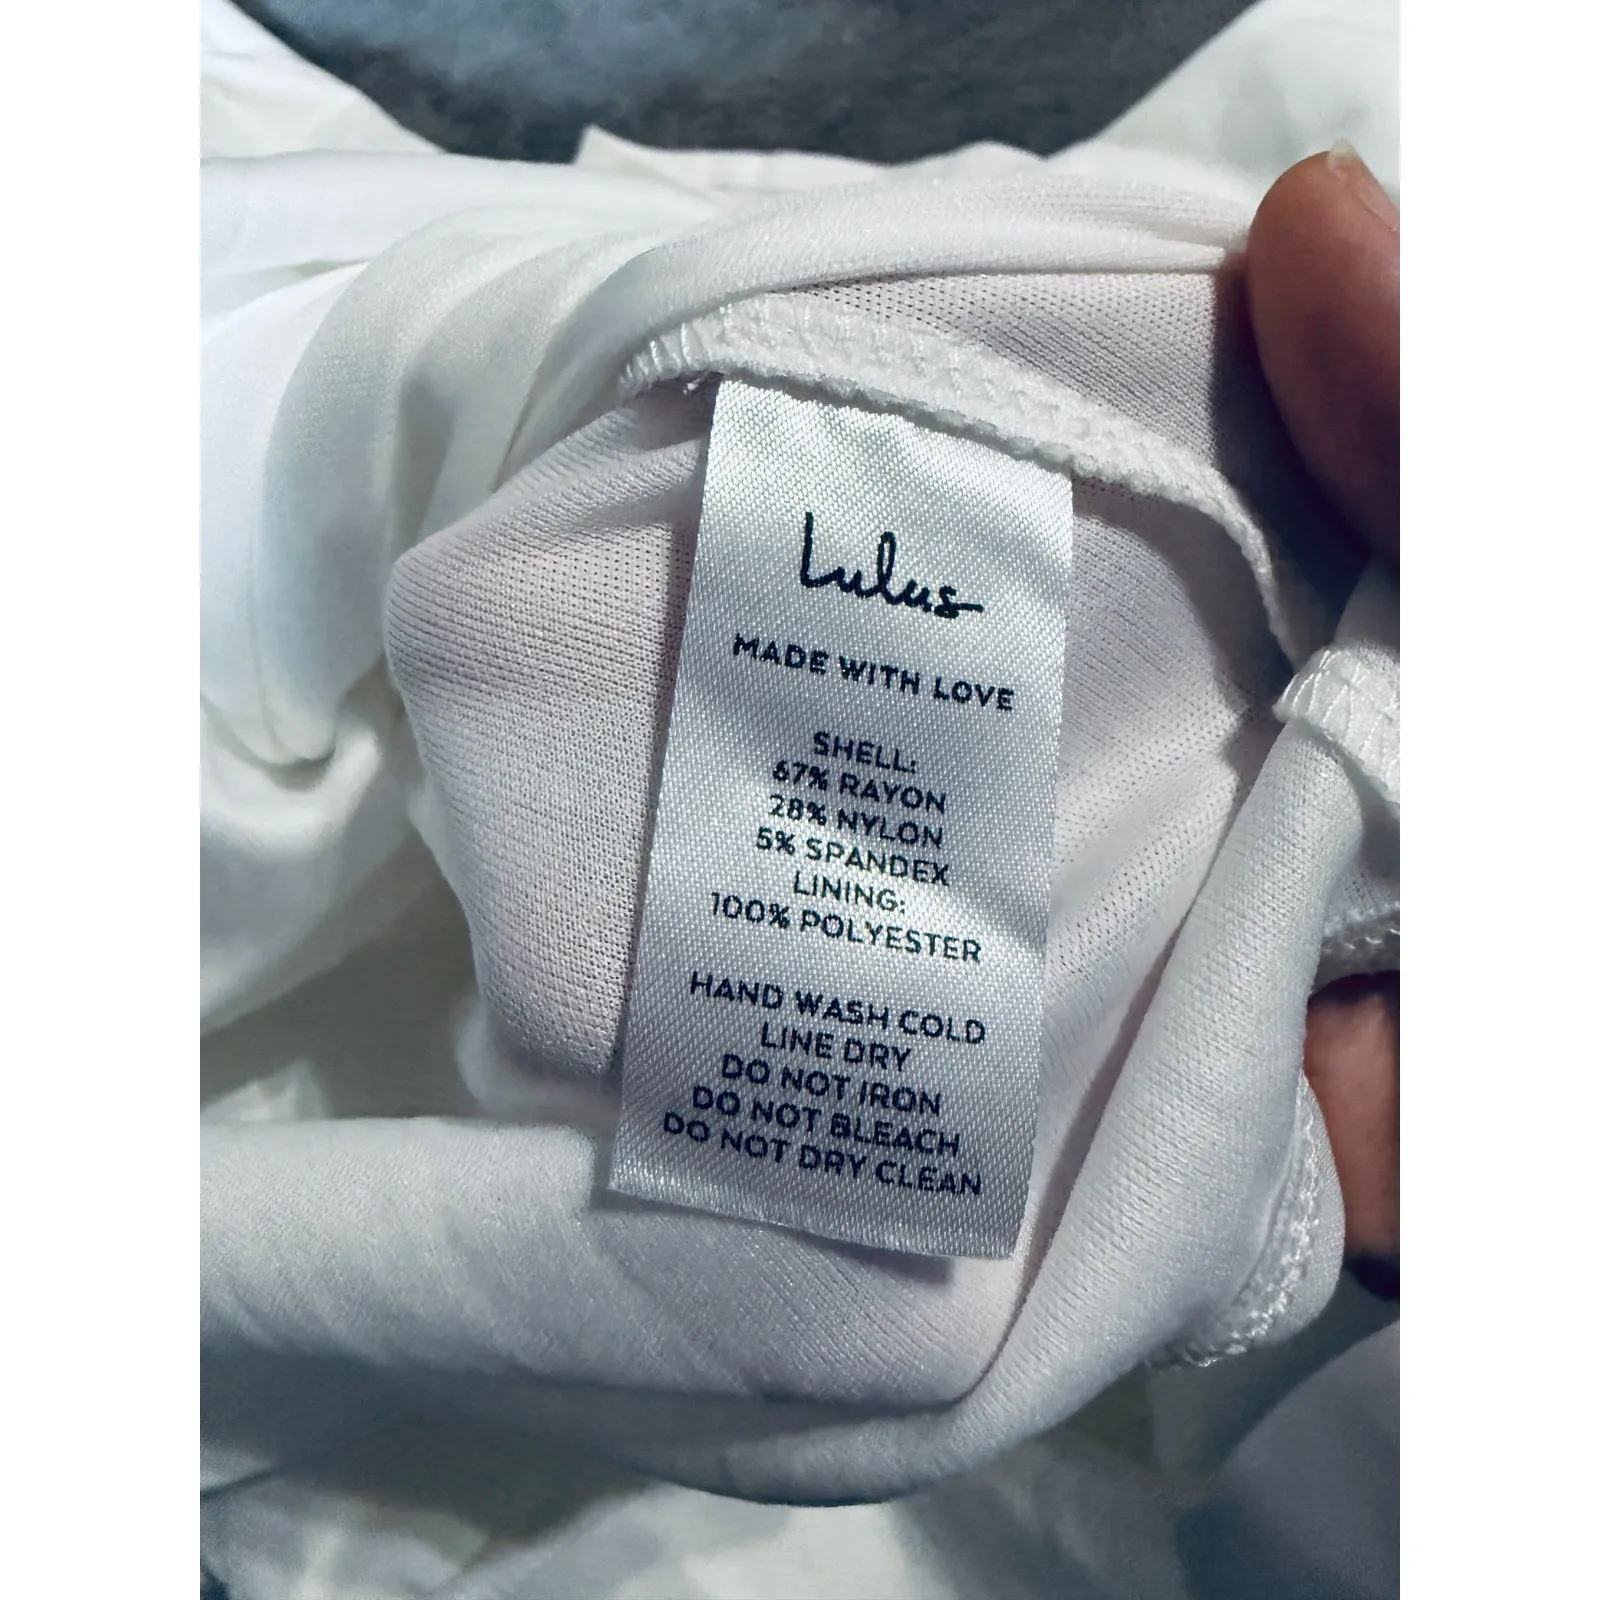 Lulus
MADE WITH LOVE
SHELL:
67% RAYON
28% NYLON
5% SPANDEX
LINING:
100% POLYESTER
HAND WASH COLD
LINE DRY
DO NOT IRON
DO NOT BLEACH
DO NOT DRY CLEAN